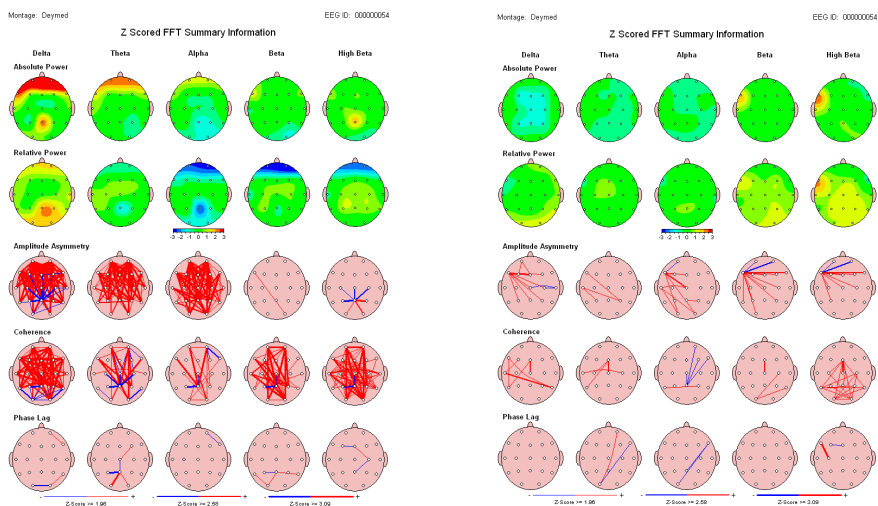 Montage: Deymed EEG ID: 000000054
Z Scored FFT Summary Information
Delta Theta Alpha Beta High Beta
Absolute Power
Relative Power
-3 -2 -1 0 1 2 3
Amplitude Asymmetry
Coherence
Phase Lag
- + - + - +
Z-Score >= 1.96 Z-Score >= 2.58 Z-Score >= 3.09
Montage: Deymed EEG ID: 000000054
Z Scored FFT Summary Information
Delta Theta Alpha Beta High Beta
Absolute Power
Relative Power
-3 -2 -1 0 1 2 3
Amplitude Asymmetry
Coherence
Phase Lag
- + - + - +
Z-Score >= 1.96 Z-Score >= 2.58 Z-Score >= 3.09